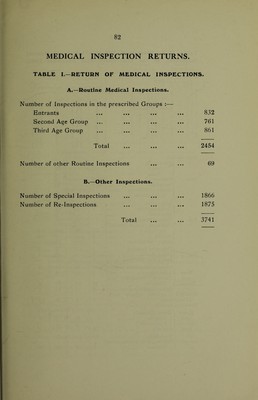 82
MEDICAL INSPECTION RETURNS.
TABLE I.—RETURN OF MEDICAL INSPECTIONS.
A.—Routine Medical Inspections.
Number of Inspections in the prescribed Groups :—
Entrants ... ... ... ... 832
Second Age Group ... ... ... ... 761
Third Age Group ... ... ... ... 861
Total ... ... ... 2454
Number of other Routine Inspections ... ... 69
B.—Other Inspections.
Number of Special Inspections ... ... ... 1866
Number of Re-Inspections ... ... ... 1875
Total ... ... 3741